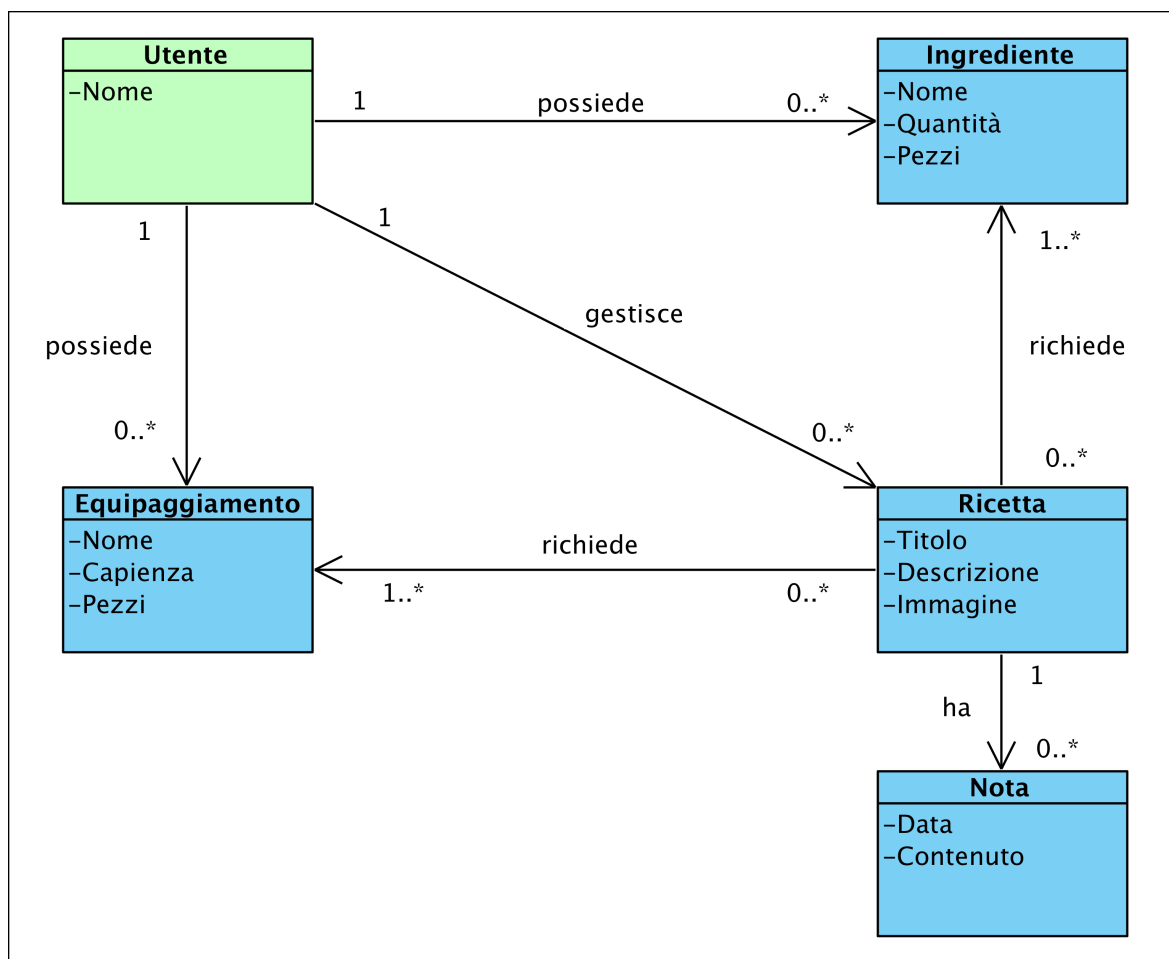 Utente
-Nome
Ingrediente
-Nome
-Quantità
-Pezzi
1
possiede
0..*
1
possiede
0..*
1
gestisce
0..*
1..*
richiede
0..*
Equipaggiamento
-Nome
-Capienza
-Pezzi
richiede
1..*
0..*
Ricetta
-Titolo
-Descrizione
-Immagine
1
ha
0..*
Nota
-Data
-Contenuto